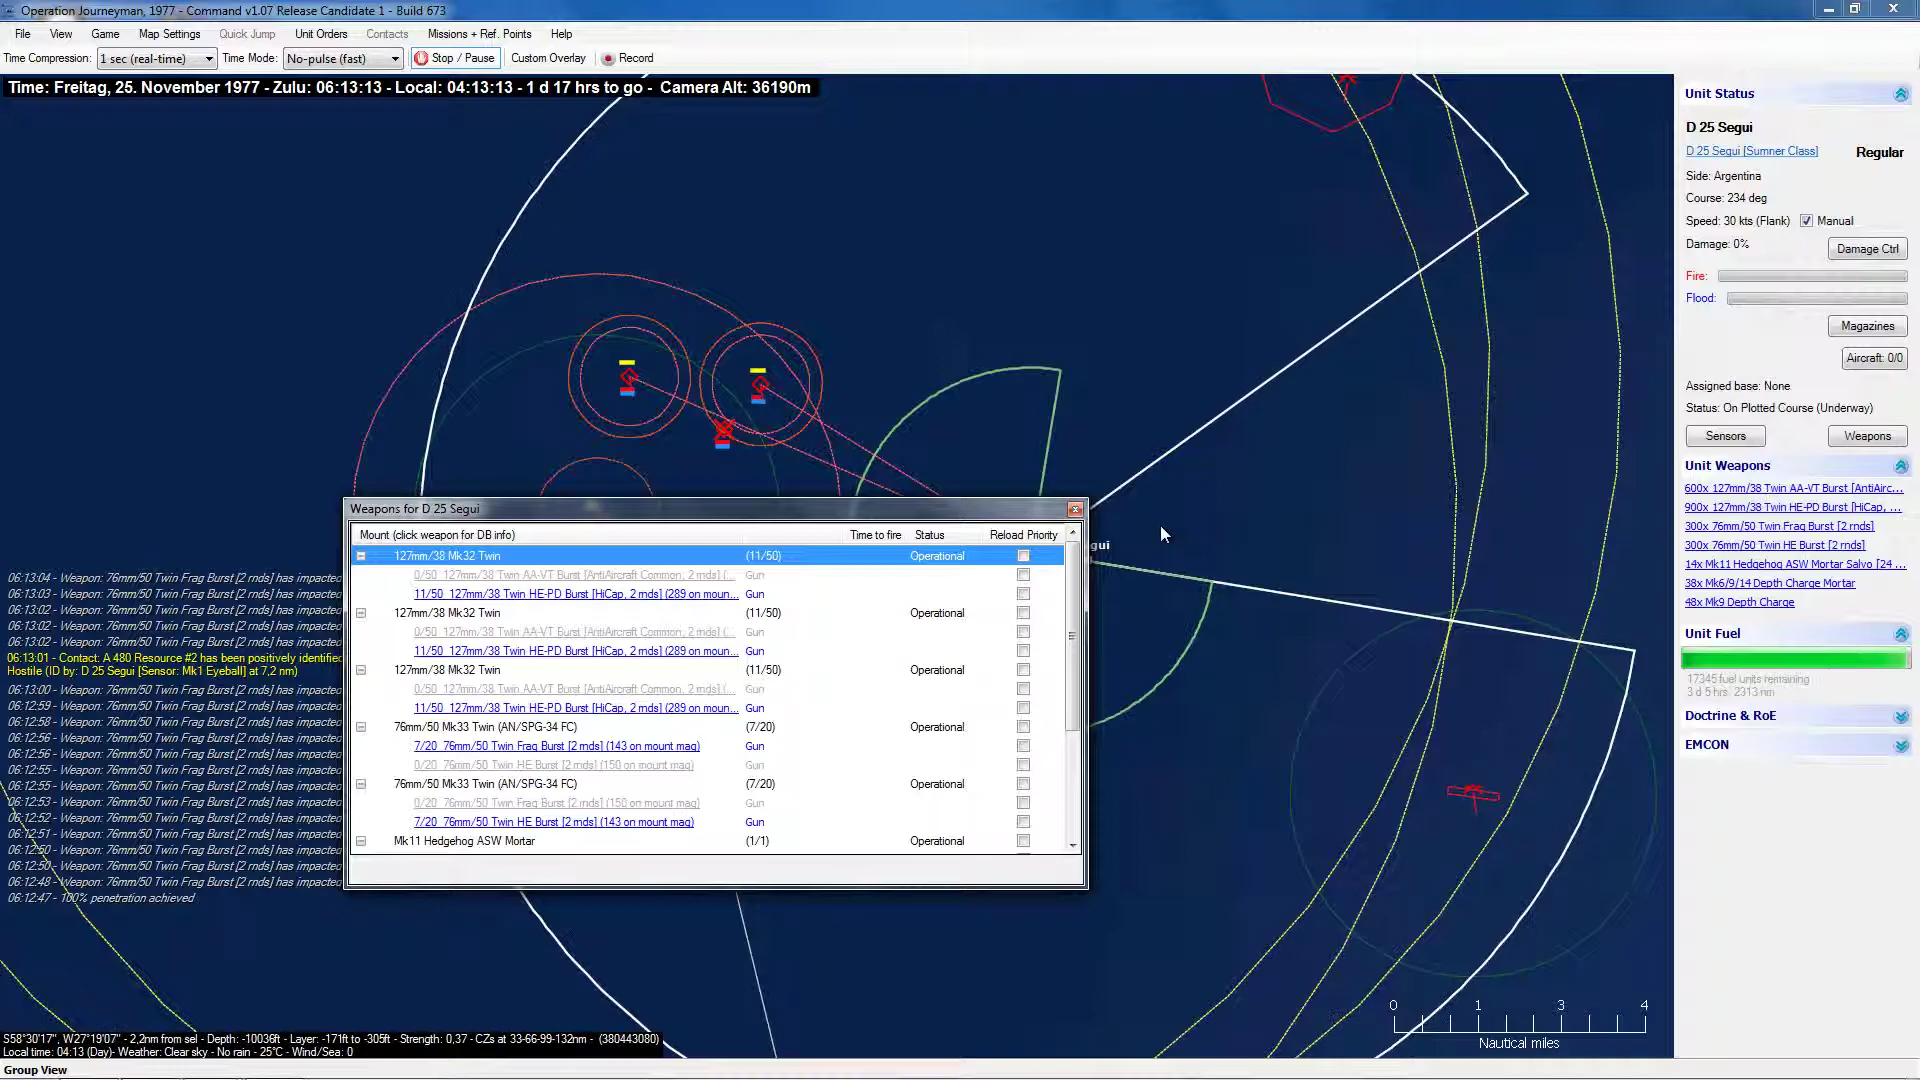 Operation Journeyman, 1977 - Command v1.07 Release Candidate 1 - Build 673
File View Game Map Settings Quick Jump Unit Orders Contacts Missions + Ref. Points Help
Time Compression: 1 sec (real-time) Time Mode: No-pulse (fast) Stop / Pause Custom Overlay Record
Time: Freitag, 25. November 1977 - Zulu: 06:13:13 - Local: 04:13:13 - 1 d 17 hrs to go - Camera Alt: 36190m
gui
06:13:04 - Weapon: 76mm/50 Twin Frag Burst [2 rnds] has impacted
06:13:03 - Weapon: 76mm/50 Twin Frag Burst [2 rnds] has impacted
06:13:02 - Weapon: 76mm/50 Twin Frag Burst [2 rnds] has impacted
06:13:02 - Weapon: 76mm/50 Twin Frag Burst [2 rnds] has impacted
06:13:02 - Weapon: 76mm/50 Twin Frag Burst [2 rnds] has impacted
06:13:01 - Contact: A 480 Resource #2 has been positively identified
Hostile (ID by: D 25 Segui [Sensor: Mk1 Eyeball] at 7,2 nm)
06:13:00 - Weapon: 76mm/50 Twin Frag Burst [2 rnds] has impacted
06:12:59 - Weapon: 76mm/50 Twin Frag Burst [2 rnds] has impacted
06:12:58 - Weapon: 76mm/50 Twin Frag Burst [2 rnds] has impacted
06:12:56 - Weapon: 76mm/50 Twin Frag Burst [2 rnds] has impacted
06:12:56 - Weapon: 76mm/50 Twin Frag Burst [2 rnds] has impacted
06:12:55 - Weapon: 76mm/50 Twin Frag Burst [2 rnds] has impacted
06:12:55 - Weapon: 76mm/50 Twin Frag Burst [2 rnds] has impacted
06:12:53 - Weapon: 76mm/50 Twin Frag Burst [2 rnds] has impacted
06:12:52 - Weapon: 76mm/50 Twin Frag Burst [2 rnds] has impacted
06:12:51 - Weapon: 76mm/50 Twin Frag Burst [2 rnds] has impacted
06:12:50 - Weapon: 76mm/50 Twin Frag Burst [2 rnds] has impacted
06:12:50 - Weapon: 76mm/50 Twin Frag Burst [2 rnds] has impacted
06:12:48 - Weapon: 76mm/50 Twin Frag Burst [2 rnds] has impacted
06:12:47 - 100% penetration achieved
Weapons for D 25 Segui
Mount (click weapon for DB info) Time to fire Status Reload Priority
127mm/38 Mk32 Twin (11/50) Operational
0/50 127mm/38 Twin AA-VT Burst [AntiAircraft Common, 2 rnds] (... Gun
11/50 127mm/38 Twin HE-PD Burst [HiCap, 2 rnds] (289 on moun... Gun
127mm/38 Mk32 Twin (11/50) Operational
0/50 127mm/38 Twin AA-VT Burst [AntiAircraft Common, 2 rnds] (... Gun
11/50 127mm/38 Twin HE-PD Burst [HiCap, 2 rnds] (289 on moun... Gun
127mm/38 Mk32 Twin (11/50) Operational
0/50 127mm/38 Twin AA-VT Burst [AntiAircraft Common, 2 rnds] (... Gun
11/50 127mm/38 Twin HE-PD Burst [HiCap, 2 rnds] (289 on moun... Gun
76mm/50 Mk33 Twin (AN/SPG-34 FC) (7/20) Operational
7/20 76mm/50 Twin Frag Burst [2 rnds] (143 on mount mag) Gun
0/20 76mm/50 Twin HE Burst [2 rnds] (150 on mount mag) Gun
76mm/50 Mk33 Twin (AN/SPG-34 FC) (7/20) Operational
0/20 76mm/50 Twin Frag Burst [2 rnds] (150 on mount mag) Gun
7/20 76mm/50 Twin HE Burst [2 rnds] (143 on mount mag) Gun
Mk11 Hedgehog ASW Mortar (1/1) Operational
Unit Status
D 25 Segui
D 25 Segui [Sumner Class] Regular
Side: Argentina
Course: 234 deg
Speed: 30 kts (Flank) Manual
Damage: 0% Damage Ctrl
Fire:
Flood:
Magazines
Aircraft: 0/0
Assigned base: None
Status: On Plotted Course (Underway)
Sensors Weapons
Unit Weapons
600x 127mm/38 Twin AA-VT Burst [AntiAirc...
900x 127mm/38 Twin HE-PD Burst [HiCap, ...
300x 76mm/50 Twin Frag Burst [2 rnds]
300x 76mm/50 Twin HE Burst [2 rnds]
14x Mk11 Hedgehog ASW Mortar Salvo [24 ...
38x Mk6/9/14 Depth Charge Mortar
48x Mk9 Depth Charge
Unit Fuel
17345 fuel units remaining
3 d 5 hrs 2313 nm
Doctrine & RoE
EMCON
0 1 3 4
Nautical miles
S58°30'17", W27°19'07" - 2,2nm from sel - Depth: -10036ft - Layer: -171ft to -305ft - Strength: 0,37 - CZs at 33-66-99-132nm - (380443080)
Local time: 04:13 (Day)- Weather: Clear sky - No rain - 25°C - Wind/Sea: 0
Group View